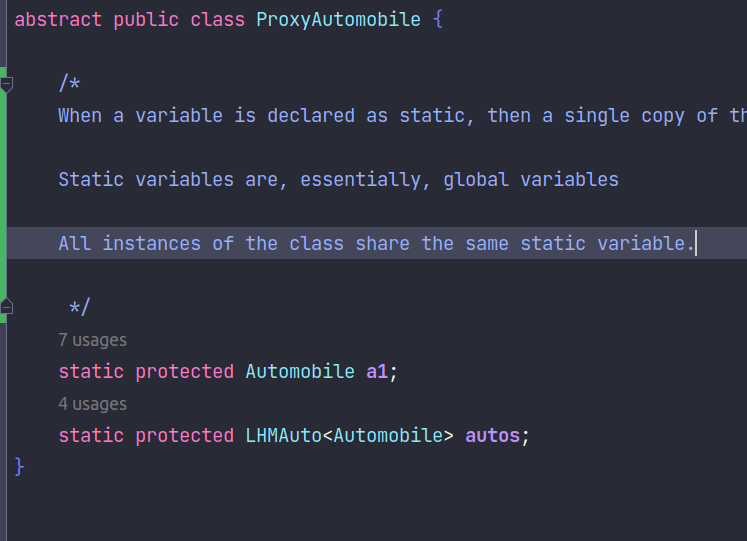 abstract public class ProxyAutomobile {
/*
When a variable is declared as static, then a single copy of
Static variables are, essentially, global variables
All instances of the class share the same static variable.
*/
7 usages
static protected Automobile a1;
4 usages
static protected LHMAuto<Automobile> autos;
}